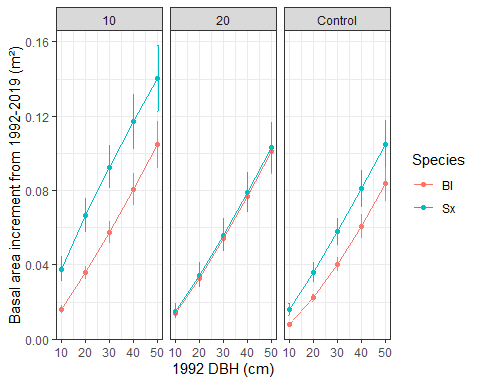 10 20 Control
Basal area increment from 1992-2019 (m²)
0.16
0.12
0.08
0.04
0.00
10 20 30 40 50 10 20 30 40 50 10 20 30 40 50
1992 DBH (cm)
Species
Bl
Sx